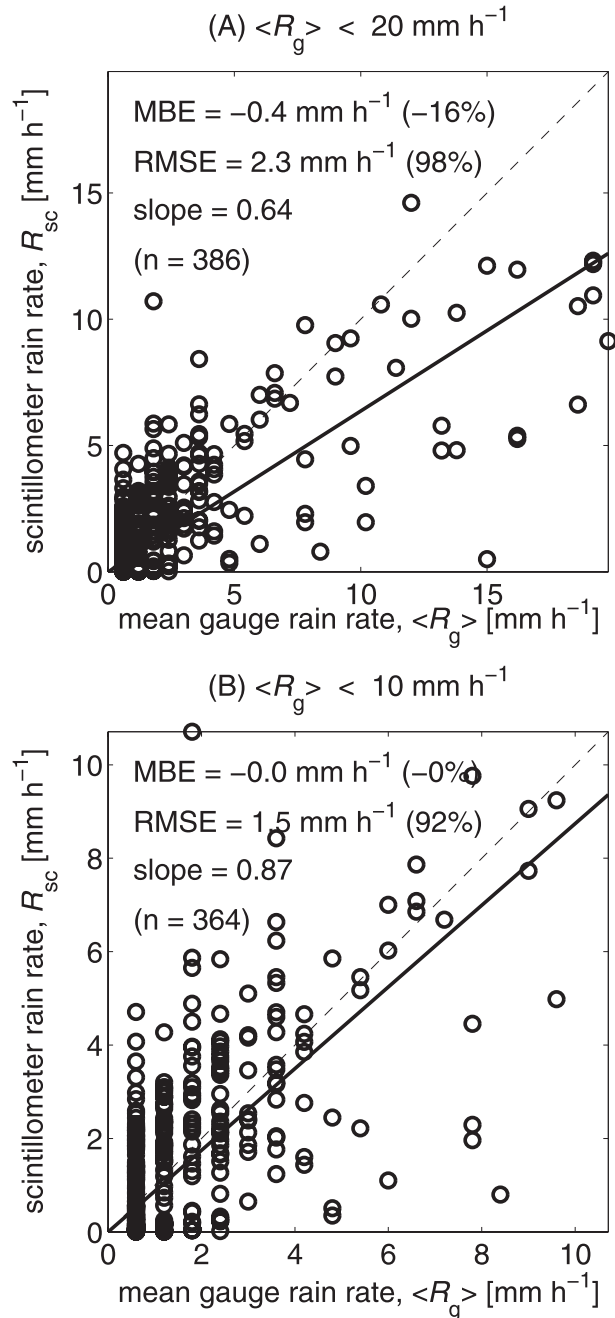 (A) <R_g> < 20 mm h⁻¹
MBE = −0.4 mm h⁻¹ (−16%)
RMSE = 2.3 mm h⁻¹ (98%)
slope = 0.64
(n = 386)
15
10
5
0
scintillometer rain rate, R_sc [mm h⁻¹]
0 5 10 15
mean gauge rain rate, <R_g> [mm h⁻¹]
(B) <R_g> < 10 mm h⁻¹
MBE = −0.0 mm h⁻¹ (−0%)
RMSE = 1.5 mm h⁻¹ (92%)
slope = 0.87
(n = 364)
10
8
6
4
2
0
scintillometer rain rate, R_sc [mm h⁻¹]
0 2 4 6 8 10
mean gauge rain rate, <R_g> [mm h⁻¹]